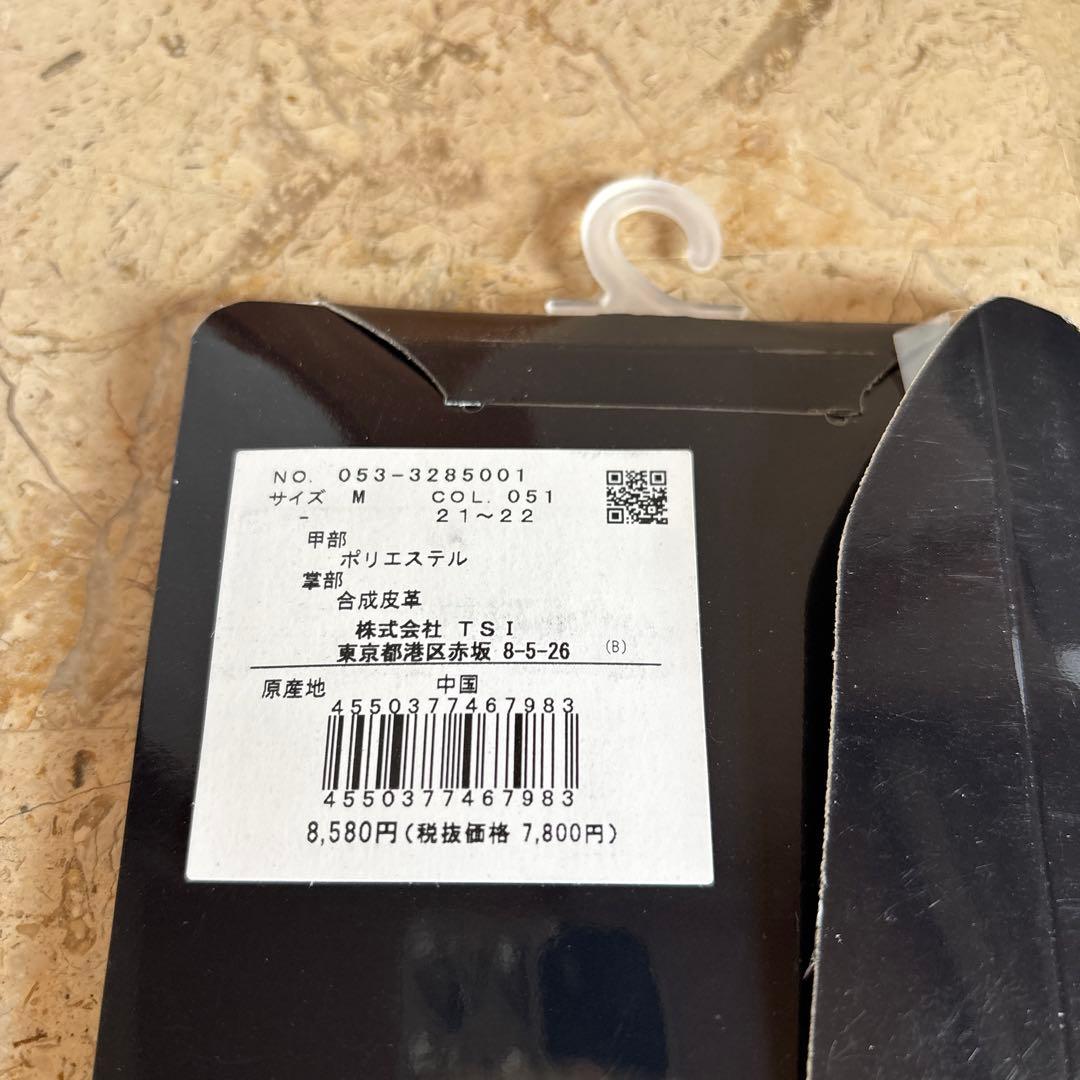 NO. 053-3285001
サイズ M COL. 051
- 21～22
甲部
ポリエステル
掌部
合成皮革
株式会社 TSI
東京都港区赤坂 8-5-26 (B)
原産地 中国
4550377467983
4550377467983
8,580円(税抜価格 7,800円)